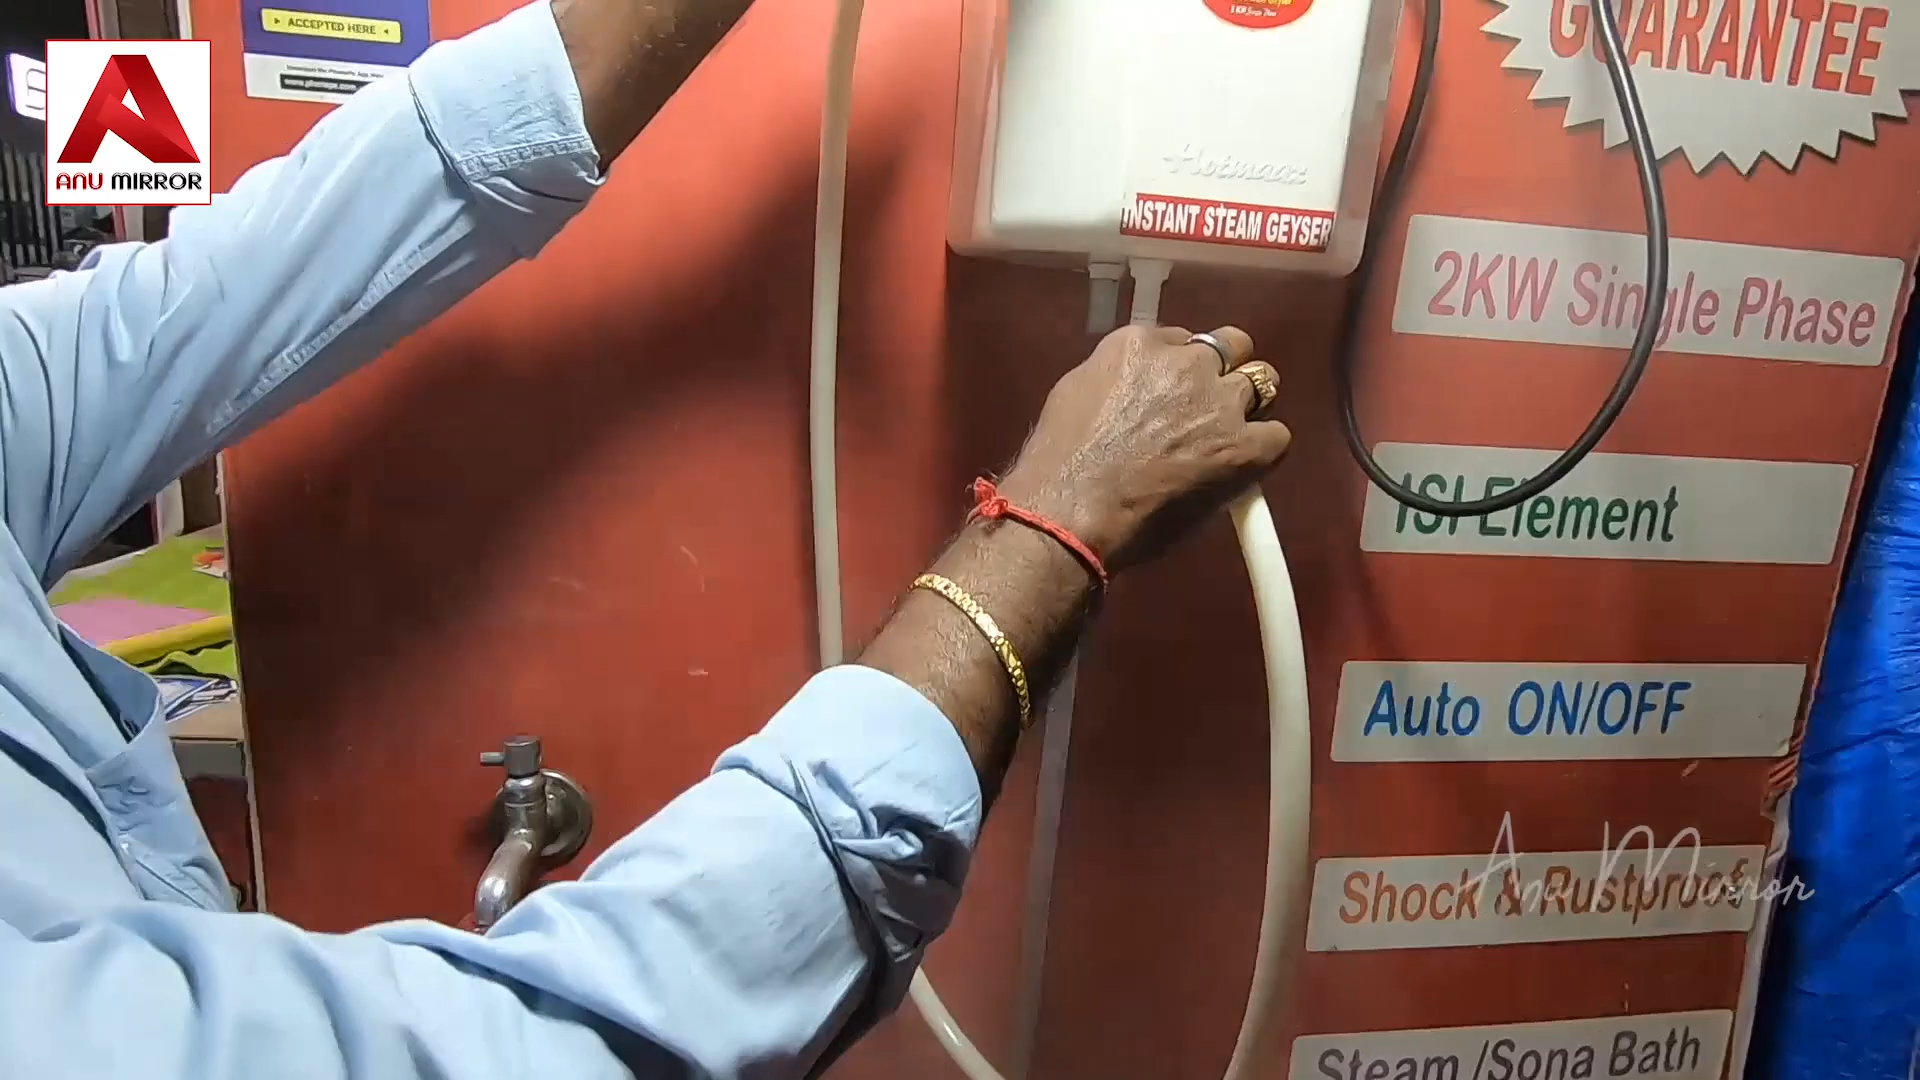 ACCEPTED HERE
ANU MIRROR
Hotmaax
INSTANT STEAM GEYSER
GUARANTEE
2KW Single Phase
ISI Element
Auto ON/OFF
Shock & Rustproof
Anu Mirror
Steam /Sona Bath